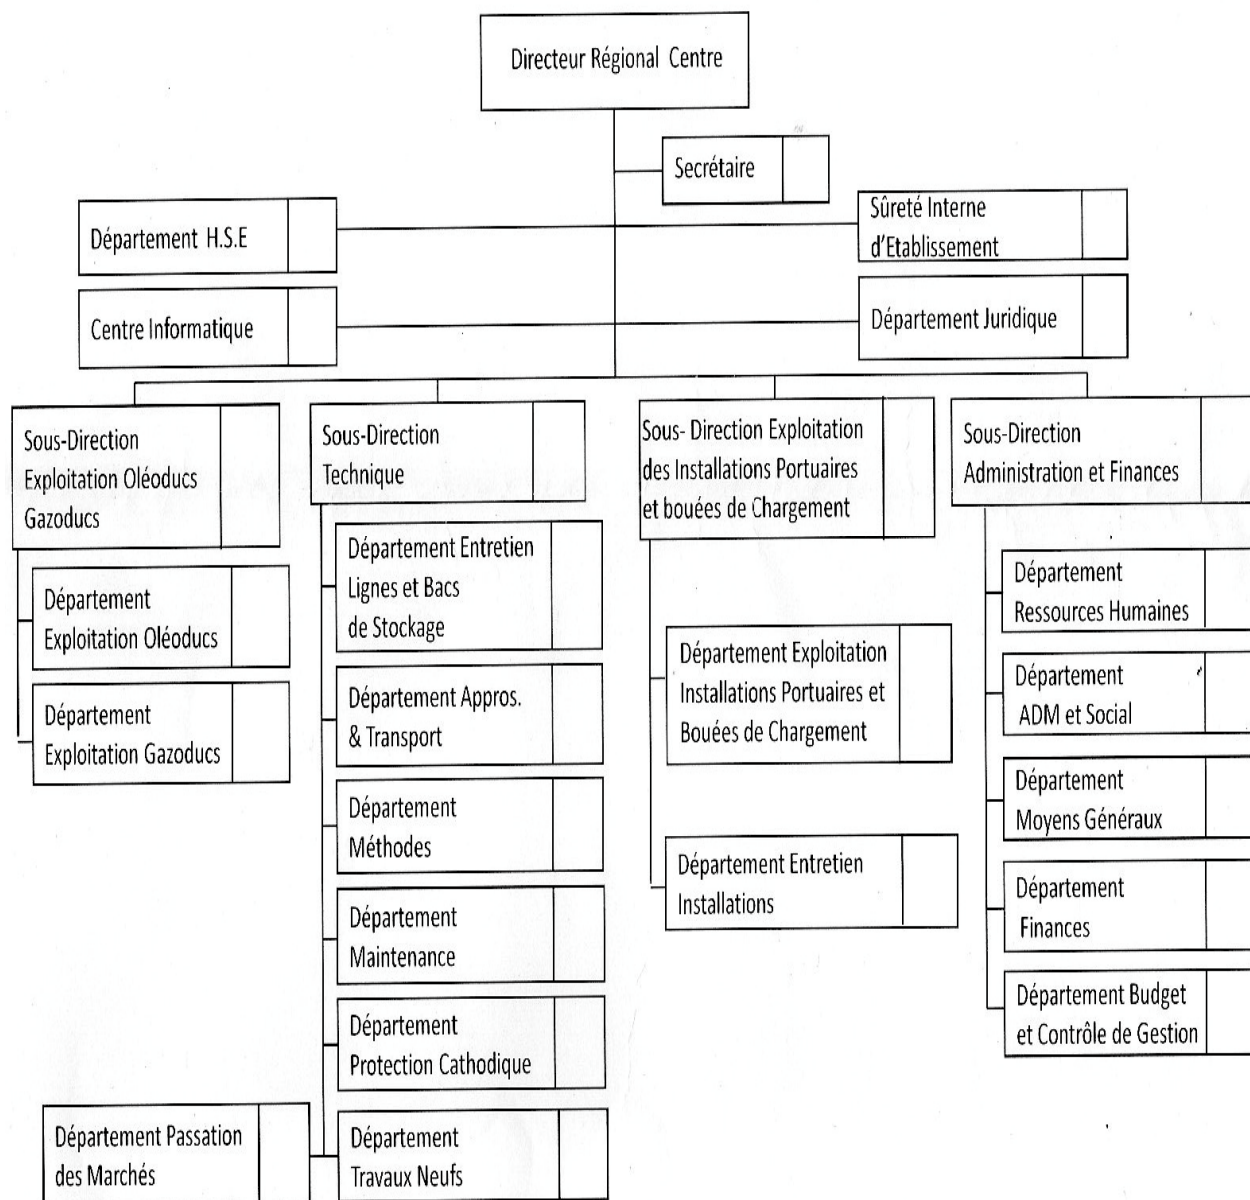 Directeur Régional Centre
Secrétaire
Département H.S.E
Sûreté Interne
d'Etablissement
Centre Informatique
Département Juridique
Sous-Direction
Exploitation Oléoducs
Gazoducs
Département
Exploitation Oléoducs
Département
Exploitation Gazoducs
Sous-Direction
Technique
Département Entretien
Lignes et Bacs
de Stockage
Département Appros.
& Transport
Département
Méthodes
Département
Maintenance
Département
Protection Cathodique
Département Passation
des Marchés
Département
Travaux Neufs
Sous- Direction Exploitation
des Installations Portuaires
et bouées de Chargement
Département Exploitation
Installations Portuaires et
Bouées de Chargement
Département Entretien
Installations
Sous-Direction
Administration et Finances
Département
Ressources Humaines
Département
ADM et Social
Département
Moyens Généraux
Département
Finances
Département Budget
et Contrôle de Gestion